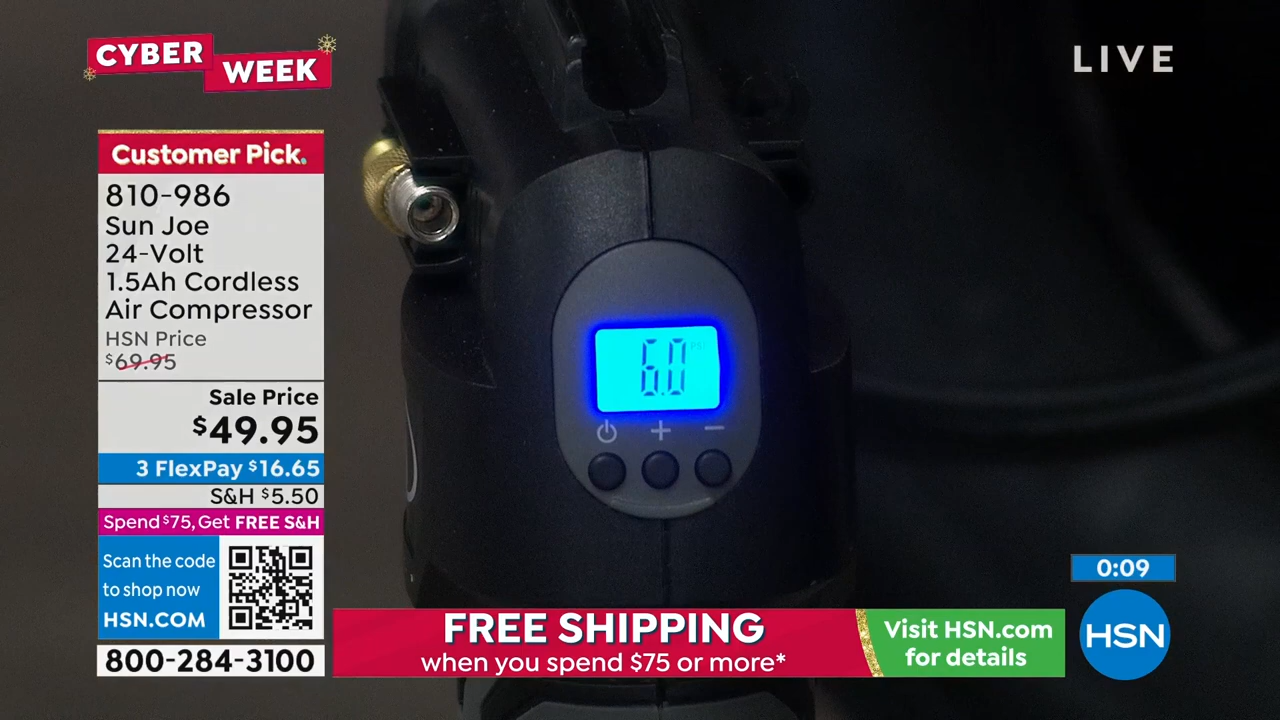 CYBER
WEEK
LIVE
Customer Pick.
810-986
Sun Joe
24-Volt
1.5Ah Cordless
Air Compressor
HSN Price
$69.95
Sale Price
$49.95
3 FlexPay $16.65
S&H $5.50
Spend $75, Get FREE S&H
Scan the code
to shop now
HSN.COM
800-284-3100
6.0 PSI
FREE SHIPPING
when you spend $75 or more*
Visit HSN.com
for details
0:09
HSN